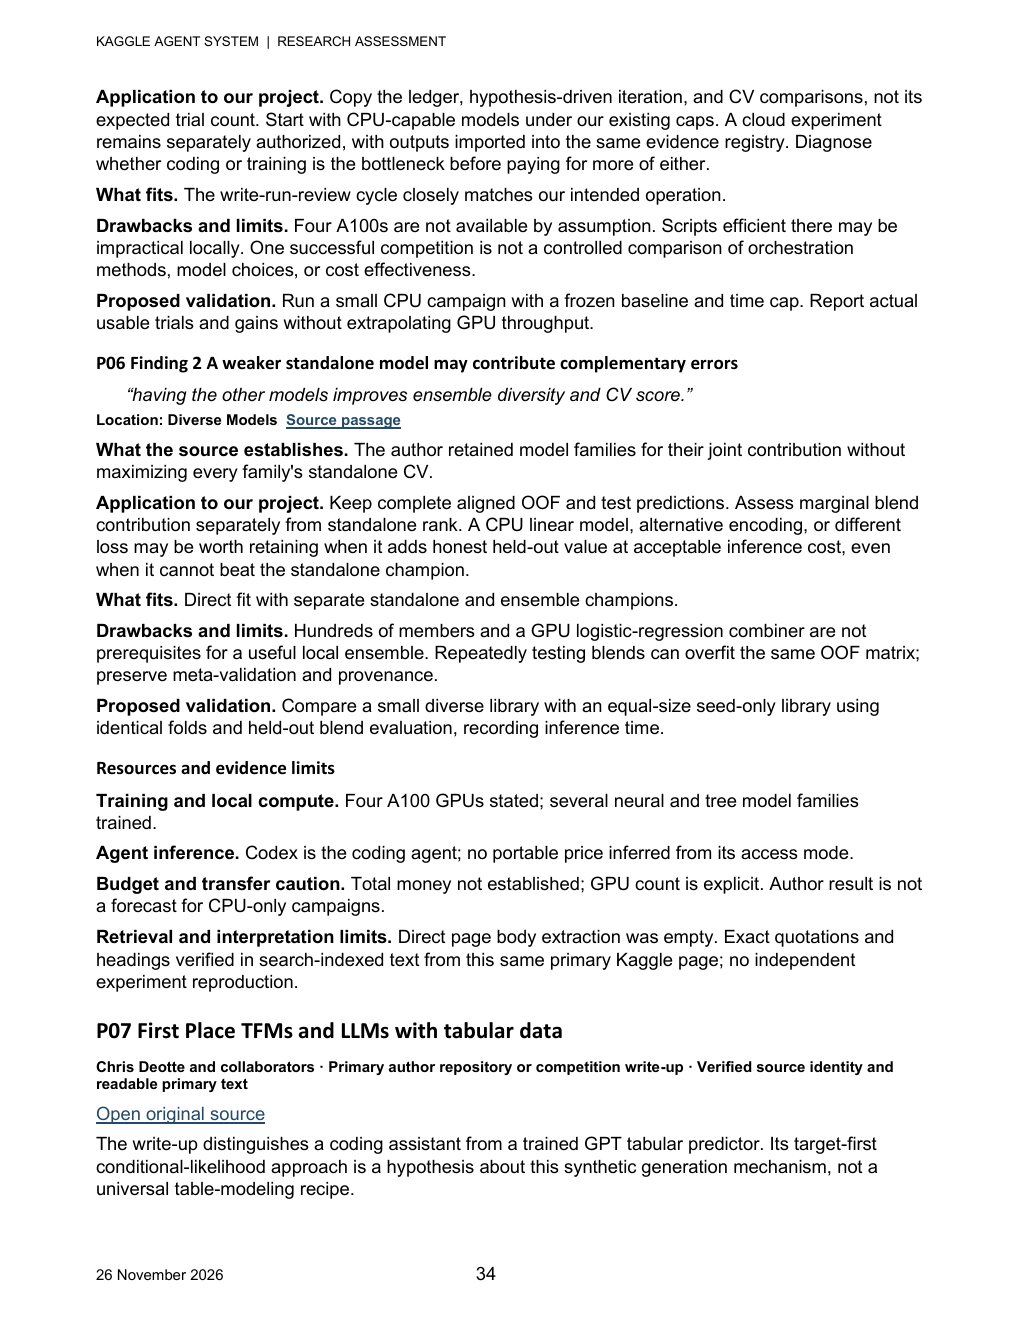 KAGGLE AGENT SYSTEM | RESEARCH ASSESSMENT
Application to our project. Copy the ledger, hypothesis-driven iteration, and CV comparisons, not its
expected trial count. Start with CPU-capable models under our existing caps. A cloud experiment
remains separately authorized, with outputs imported into the same evidence registry. Diagnose
whether coding or training is the bottleneck before paying for more of either.
What fits. The write-run-review cycle closely matches our intended operation.
Drawbacks and limits. Four A100s are not available by assumption. Scripts efficient there may be
impractical locally. One successful competition is not a controlled comparison of orchestration
methods, model choices, or cost effectiveness.
Proposed validation. Run a small CPU campaign with a frozen baseline and time cap. Report actual
usable trials and gains without extrapolating GPU throughput.
P06 Finding 2 A weaker standalone model may contribute complementary errors
“having the other models improves ensemble diversity and CV score.”
Location: Diverse Models Source passage
What the source establishes. The author retained model families for their joint contribution without
maximizing every family's standalone CV.
Application to our project. Keep complete aligned OOF and test predictions. Assess marginal blend
contribution separately from standalone rank. A CPU linear model, alternative encoding, or different
loss may be worth retaining when it adds honest held-out value at acceptable inference cost, even
when it cannot beat the standalone champion.
What fits. Direct fit with separate standalone and ensemble champions.
Drawbacks and limits. Hundreds of members and a GPU logistic-regression combiner are not
prerequisites for a useful local ensemble. Repeatedly testing blends can overfit the same OOF matrix;
preserve meta-validation and provenance.
Proposed validation. Compare a small diverse library with an equal-size seed-only library using
identical folds and held-out blend evaluation, recording inference time.
Resources and evidence limits
Training and local compute. Four A100 GPUs stated; several neural and tree model families
trained.
Agent inference. Codex is the coding agent; no portable price inferred from its access mode.
Budget and transfer caution. Total money not established; GPU count is explicit. Author result is not
a forecast for CPU-only campaigns.
Retrieval and interpretation limits. Direct page body extraction was empty. Exact quotations and
headings verified in search-indexed text from this same primary Kaggle page; no independent
experiment reproduction.
P07 First Place TFMs and LLMs with tabular data
Chris Deotte and collaborators · Primary author repository or competition write-up · Verified source identity and
readable primary text
Open original source
The write-up distinguishes a coding assistant from a trained GPT tabular predictor. Its target-first
conditional-likelihood approach is a hypothesis about this synthetic generation mechanism, not a
universal table-modeling recipe.
26 November 2026
34